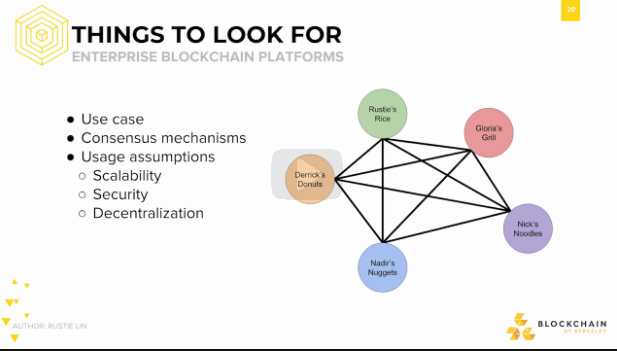 20
THINGS TO LOOK FOR
ENTERPRISE BLOCKCHAIN PLATFORMS
● Use case
● Consensus mechanisms
● Usage assumptions
○ Scalability
○ Security
○ Decentralization
Rustie's
Rice
Gloria's
Grill
Derrick's
Donuts
Nick's
Noodles
Nadir's
Nuggets
AUTHOR: RUSTIE LIN
BLOCKCHAIN
AT BERKELEY